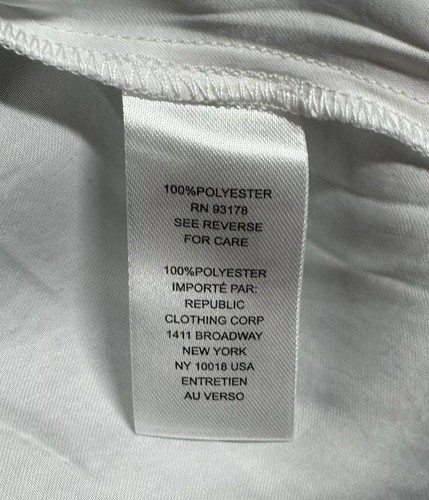 100%POLYESTER
RN 93178
SEE REVERSE
FOR CARE
100%POLYESTER
IMPORTÉ PAR:
REPUBLIC
CLOTHING CORP
1411 BROADWAY
NEW YORK
NY 10018 USA
ENTRETIEN
AU VERSO